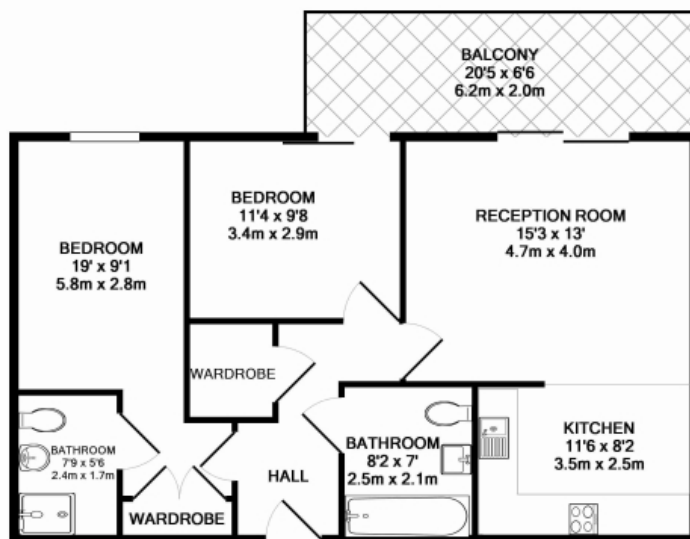 BALCONY
20'5 x 6'6
6.2m x 2.0m
BEDROOM
11'4 x 9'8
3.4m x 2.9m
RECEPTION ROOM
15'3 x 13'
4.7m x 4.0m
BEDROOM
19' x 9'1
5.8m x 2.8m
WARDROBE
BATHROOM
7'9 x 5'6
2.4m x 1.7m
BATHROOM
8'2 x 7'
2.5m x 2.1m
KITCHEN
11'6 x 8'2
3.5m x 2.5m
HALL
WARDROBE